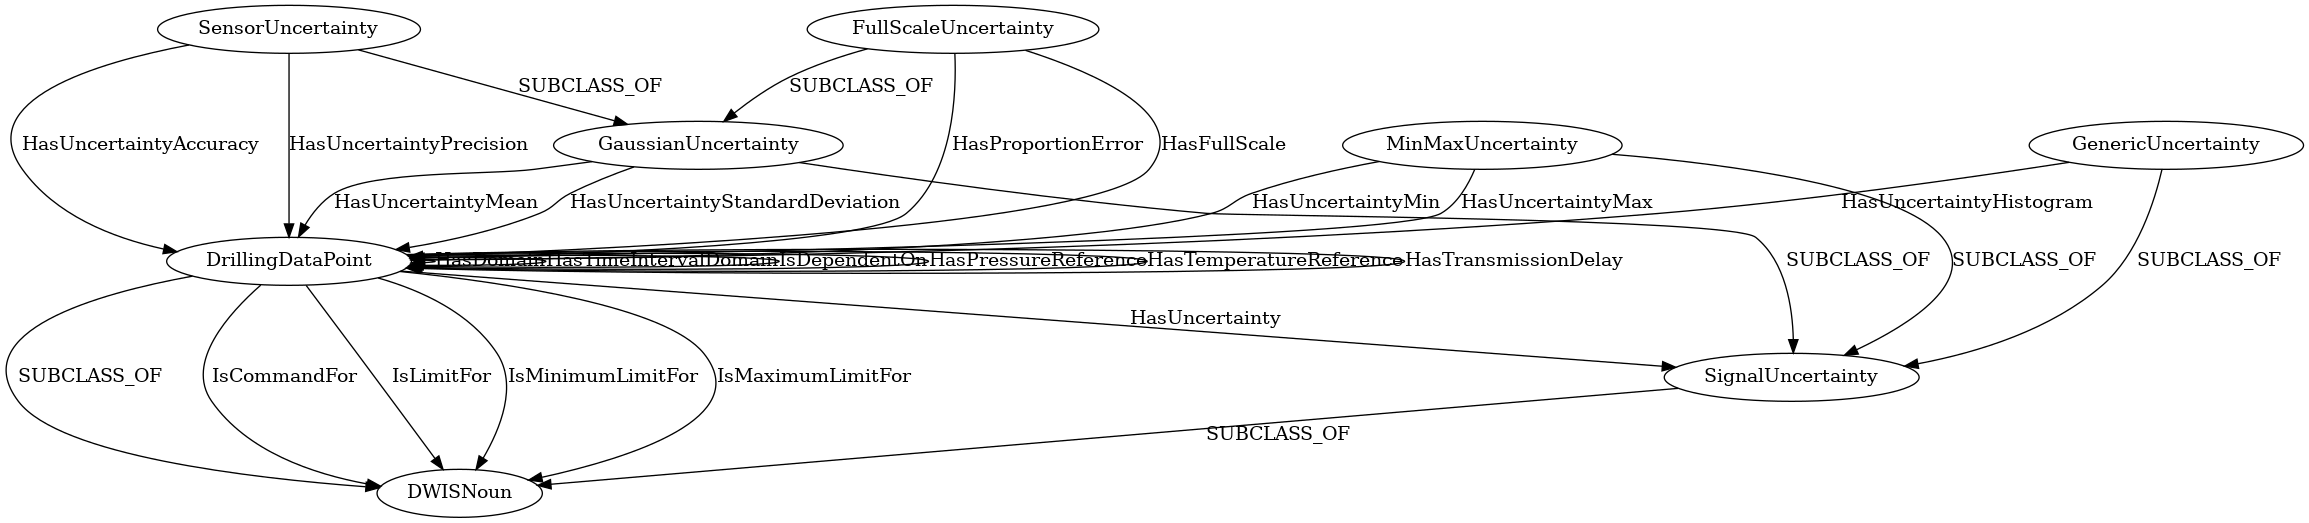 SensorUncertainty
FullScaleUncertainty
SUBCLASS_OF
SUBCLASS_OF
HasUncertaintyAccuracy
HasUncertaintyPrecision
GaussianUncertainty
HasProportionError
HasFullScale
MinMaxUncertainty
GenericUncertainty
HasUncertaintyMean
HasUncertaintyStandardDeviation
HasUncertaintyMin
HasUncertaintyMax
HasUncertaintyHistogram
DrillingDataPoint
HasDomain
HasTimeIntervalDomain
IsDependentOn
HasPressureReference
HasTemperatureReference
HasTransmissionDelay
SUBCLASS_OF
SUBCLASS_OF
SUBCLASS_OF
HasUncertainty
SUBCLASS_OF
IsCommandFor
IsLimitFor
IsMinimumLimitFor
IsMaximumLimitFor
SignalUncertainty
SUBCLASS_OF
DWISNoun